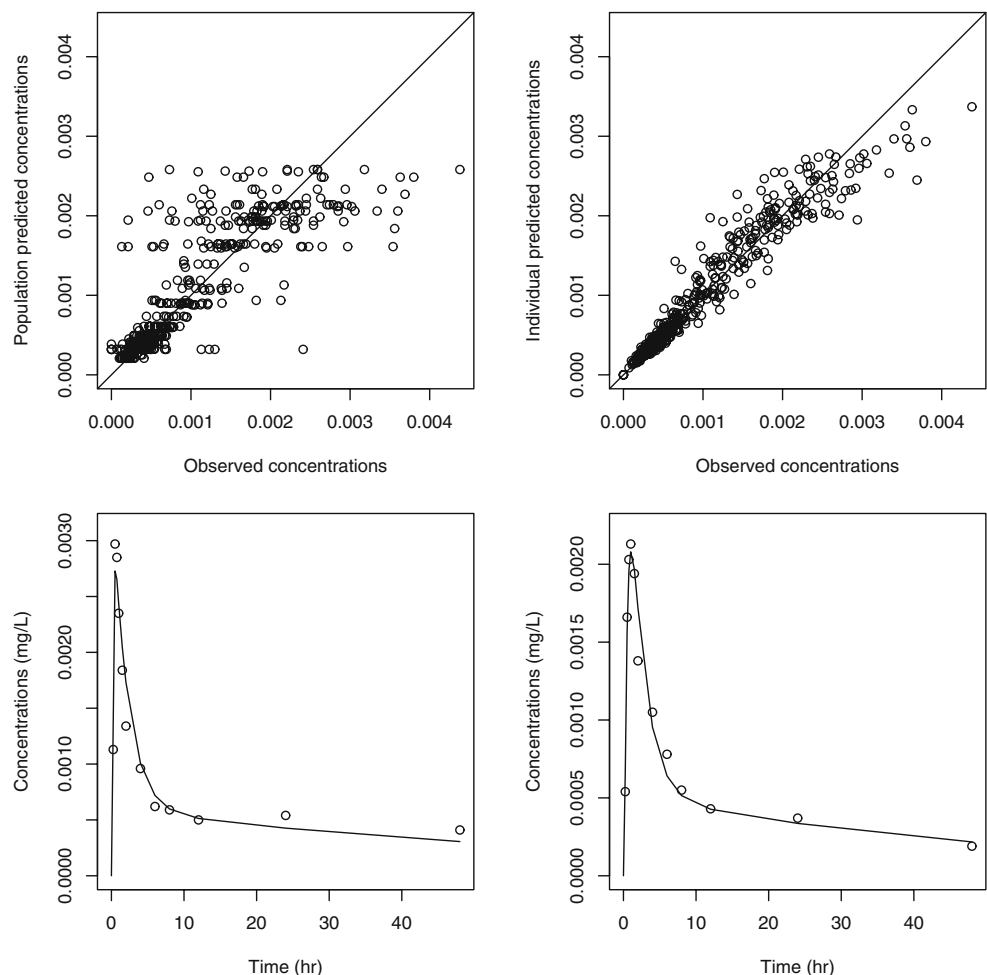 0.004
0.003
0.002
0.001
0.000
Population predicted concentrations
0.000 0.001 0.002 0.003 0.004
Observed concentrations
0.004
0.003
0.002
0.001
0.000
Individual predicted concentrations
0.000 0.001 0.002 0.003 0.004
Observed concentrations
0.0030
0.0020
0.0010
0.0000
Concentrations (mg/L)
0 10 20 30 40
Time (hr)
0.0020
0.0015
0.0010
0.0005
0.0000
Concentrations (mg/L)
0 10 20 30 40
Time (hr)